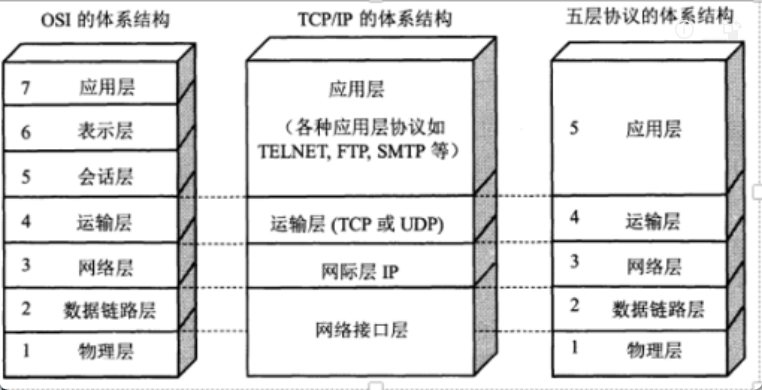 OSI 的体系结构
7 应用层
6 表示层
5 会话层
4 运输层
3 网络层
2 数据链路层
1 物理层
TCP/IP 的体系结构
应用层
（各种应用层协议如
TELNET, FTP, SMTP 等）
运输层 (TCP 或 UDP)
网际层 IP
网络接口层
五层协议的体系结构
5 应用层
4 运输层
3 网络层
2 数据链路层
1 物理层